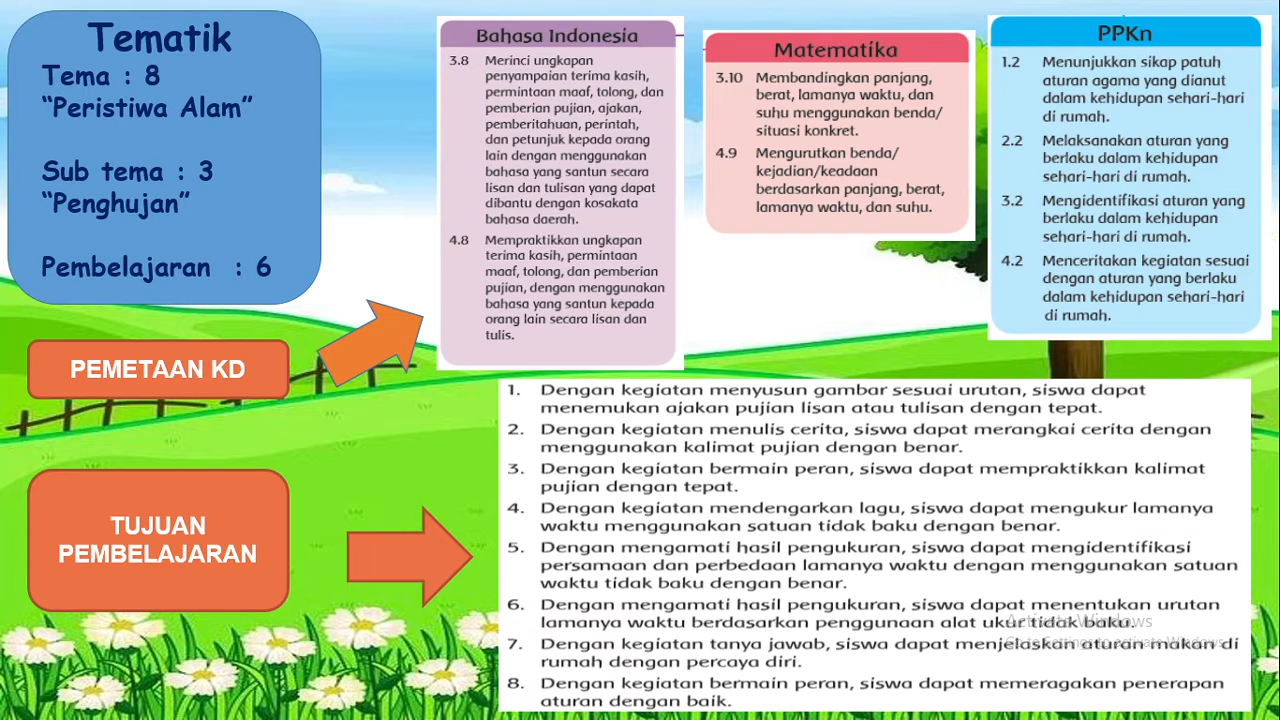 Tematik
Tema : 8
“Peristiwa Alam”
Sub tema : 3
“Penghujan”
Pembelajaran : 6
PEMETAAN KD
TUJUAN
PEMBELAJARAN
Bahasa Indonesia
3.8 Merinci ungkapan
penyampaian terima kasih,
permintaan maaf, tolong, dan
pemberian pujian, ajakan,
pemberitahuan, perintah,
dan petunjuk kepada orang
lain dengan menggunakan
bahasa yang santun secara
lisan dan tulisan yang dapat
dibantu dengan kosakata
bahasa daerah.
4.8 Mempraktikkan ungkapan
terima kasih, permintaan
maaf, tolong, dan pemberian
pujian, dengan menggunakan
bahasa yang santun kepada
orang lain secara lisan dan
tulis.
Matematika
3.10 Membandingkan panjang,
berat, lamanya waktu, dan
suhu menggunakan benda/
situasi konkret.
4.9 Mengurutkan benda/
kejadian/keadaan
berdasarkan panjang, berat,
lamanya waktu, dan suhu.
PPKn
1.2 Menunjukkan sikap patuh
aturan agama yang dianut
dalam kehidupan sehari-hari
di rumah.
2.2 Melaksanakan aturan yang
berlaku dalam kehidupan
sehari-hari di rumah.
3.2 Mengidentifikasi aturan yang
berlaku dalam kehidupan
sehari-hari di rumah.
4.2 Menceritakan kegiatan sesuai
dengan aturan yang berlaku
dalam kehidupan sehari-hari
di rumah.
1. Dengan kegiatan menyusun gambar sesuai urutan, siswa dapat
menemukan ajakan pujian lisan atau tulisan dengan tepat.
2. Dengan kegiatan menulis cerita, siswa dapat merangkai cerita dengan
menggunakan kalimat pujian dengan benar.
3. Dengan kegiatan bermain peran, siswa dapat mempraktikkan kalimat
pujian dengan tepat.
4. Dengan kegiatan mendengarkan lagu, siswa dapat mengukur lamanya
waktu menggunakan satuan tidak baku dengan benar.
5. Dengan mengamati hasil pengukuran, siswa dapat mengidentifikasi
persamaan dan perbedaan lamanya waktu dengan menggunakan satuan
waktu tidak baku dengan benar.
6. Dengan mengamati hasil pengukuran, siswa dapat menentukan urutan
lamanya waktu berdasarkan penggunaan alat ukur tidak baku.
7. Dengan kegiatan tanya jawab, siswa dapat menjelaskan aturan makan di
rumah dengan percaya diri.
8. Dengan kegiatan bermain peran, siswa dapat memeragakan penerapan
aturan dengan baik.
Activate Windows
Go to Settings to activate Windows.